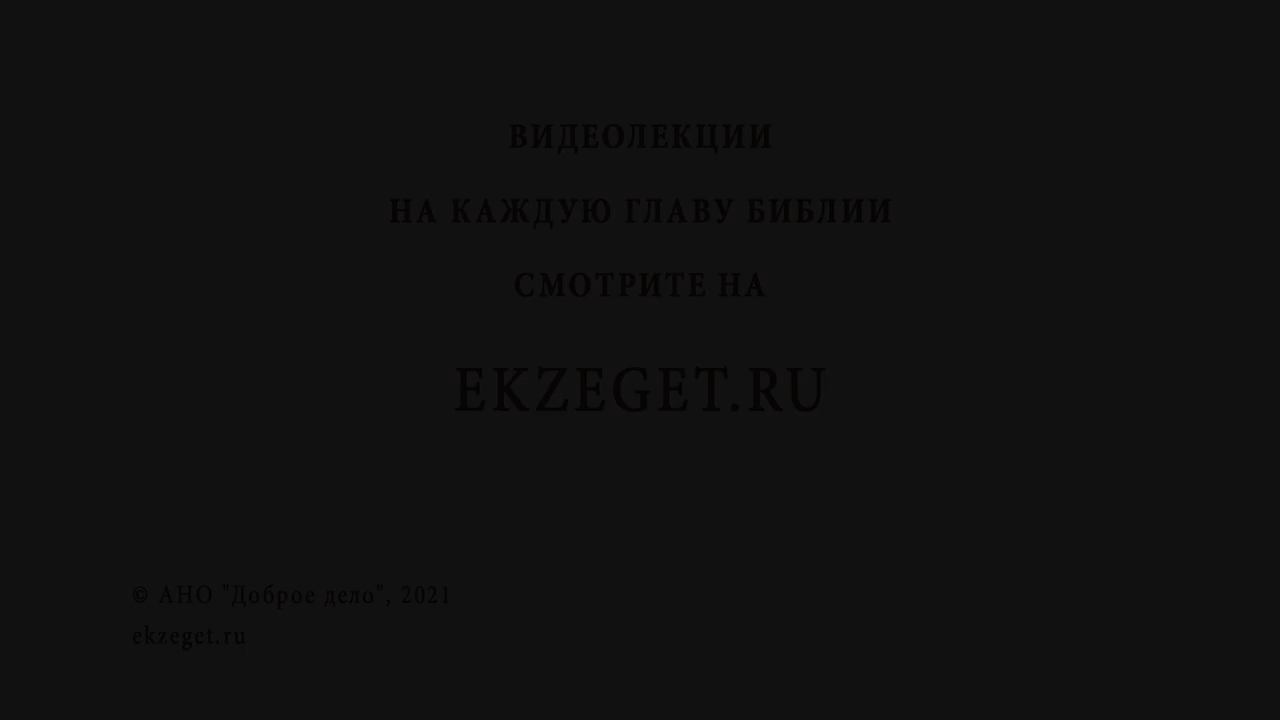 ВИДЕОЛЕКЦИИ
НА КАЖДУЮ ГЛАВУ БИБЛИИ
СМОТРИТЕ НА
EKZEGET.RU
© АНО "Доброе дело", 2021
ekzeget.ru